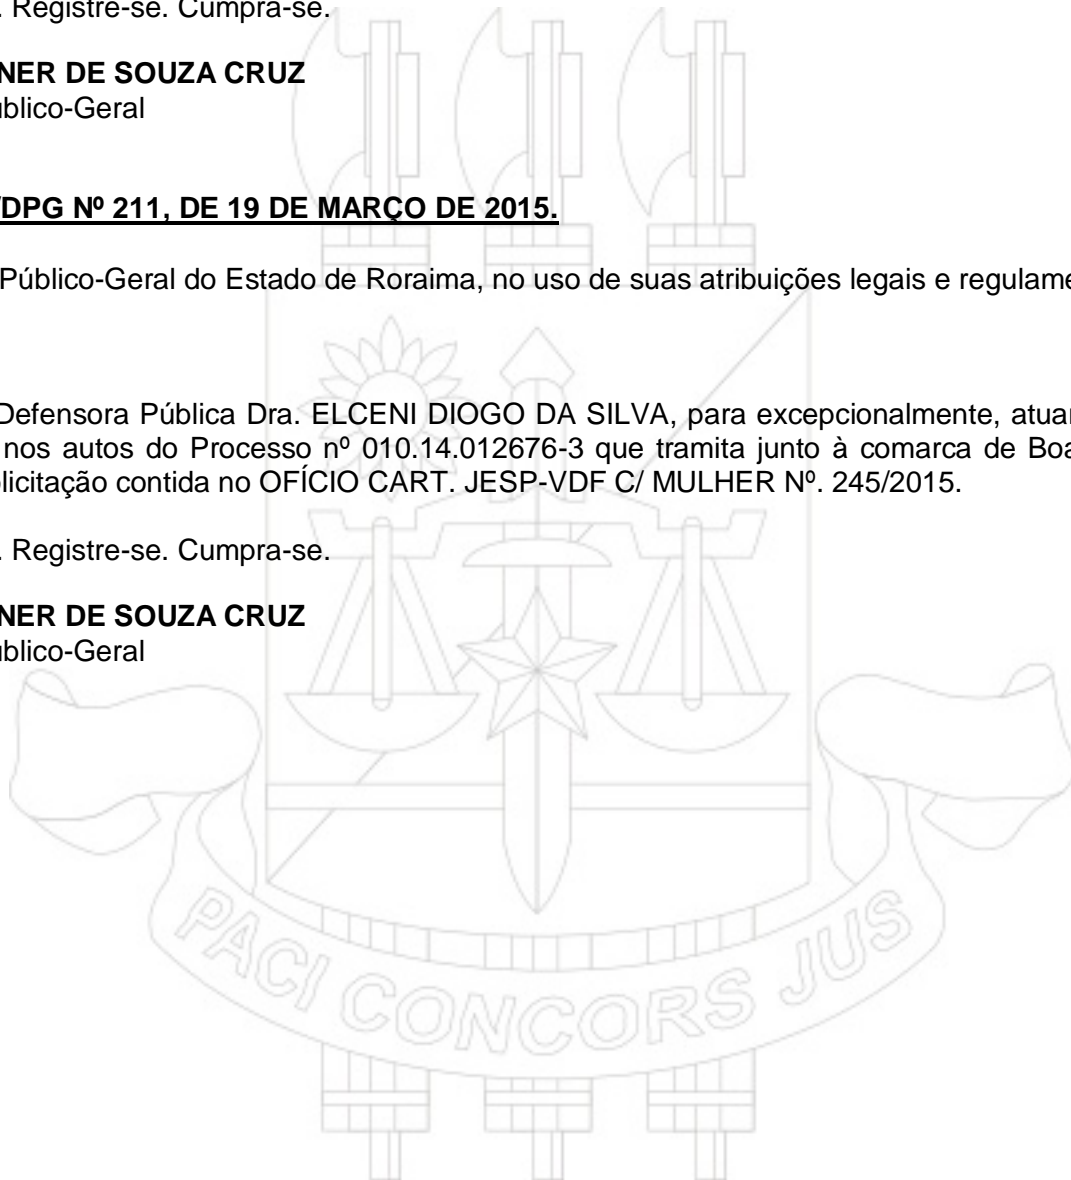 . Registre-se. Cumpra-se.
NER DE SOUZA CRUZ
úblico-Geral
/DPG Nº 211, DE 19 DE MARÇO DE 2015.
Público-Geral do Estado de Roraima, no uso de suas atribuições legais e regulame
Defensora Pública Dra. ELCENI DIOGO DA SILVA, para excepcionalmente, atuar
nos autos do Processo nº 010.14.012676-3 que tramita junto à comarca de Boa
olicitação contida no OFÍCIO CART. JESP-VDF C/ MULHER Nº. 245/2015.
. Registre-se. Cumpra-se.
NER DE SOUZA CRUZ
úblico-Geral
PACI CONCORS JUS